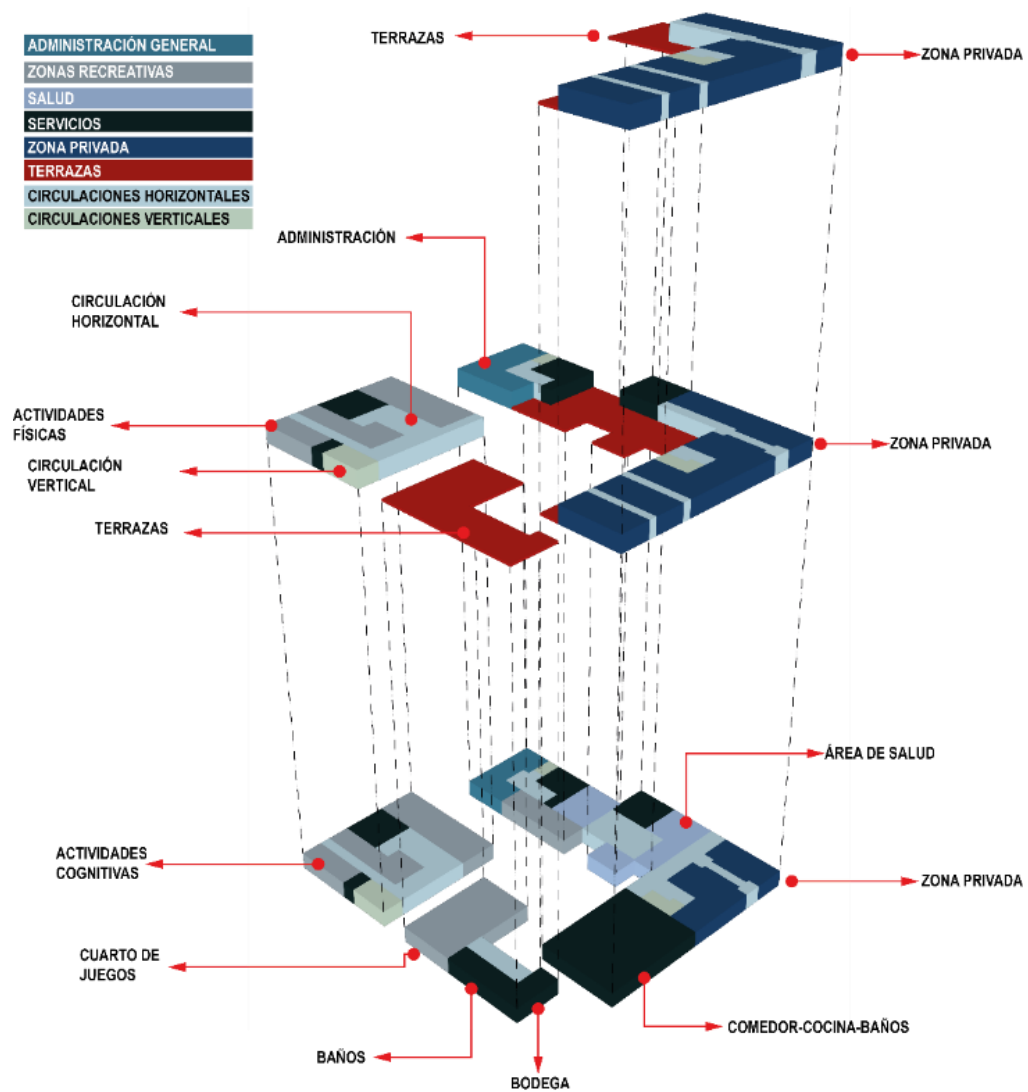 ADMINISTRACIÓN GENERAL
ZONAS RECREATIVAS
SALUD
SERVICIOS
ZONA PRIVADA
TERRAZAS
CIRCULACIONES HORIZONTALES
CIRCULACIONES VERTICALES
TERRAZAS
ZONA PRIVADA
ADMINISTRACIÓN
CIRCULACIÓN
HORIZONTAL
ACTIVIDADES
FÍSICAS
ZONA PRIVADA
CIRCULACIÓN
VERTICAL
TERRAZAS
ÁREA DE SALUD
ACTIVIDADES
COGNITIVAS
ZONA PRIVADA
CUARTO DE
JUEGOS
COMEDOR-COCINA-BAÑOS
BAÑOS
BODEGA